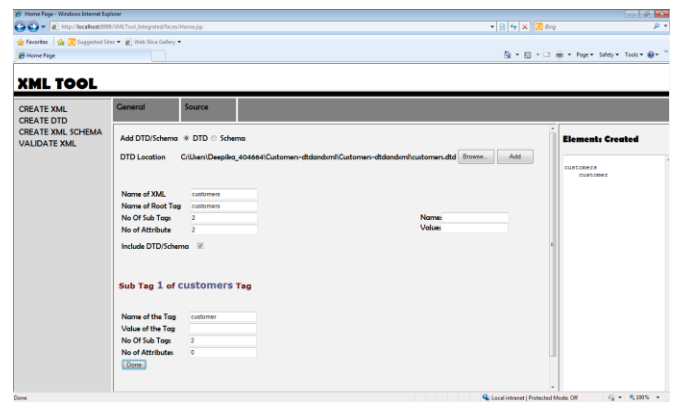 Home Page - Windows Internet Explorer
http://localhost:8988/XML_Tool_Integrated/faces/Home.jsp
Bing
Favorites Suggested Sites Web Slice Gallery
Home Page
Page Safety Tools
XML TOOL
CREATE XML
CREATE DTD
CREATE XML SCHEMA
VALIDATE XML
General Source
Add DTD/Schema DTD Schema
DTD Location C:\Users\Deepika_404664\Customers-dtdandxml\Customers-dtdandxml\customers.dtd Browse... Add
Name of XML customers
Name of Root Tag customers
No Of Sub Tags 2
No of Attribute 2
Name:
Value:
Include DTD/Schema
Sub Tag 1 of customers Tag
Name of the Tag customer
Value of the Tag
No Of Sub Tags 2
No of Attributes 0
Done
Elements Created
customers
customer
Done
Local intranet | Protected Mode: Off
100%